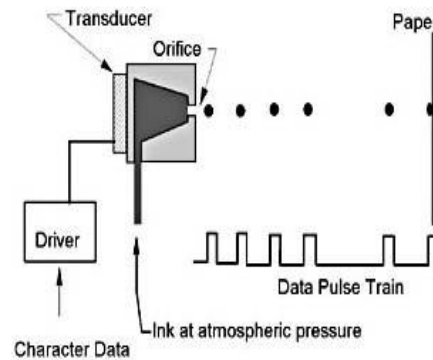 Transducer
Orifice
Pape
Driver
Data Pulse Train
Ink at atmospheric pressure
Character Data